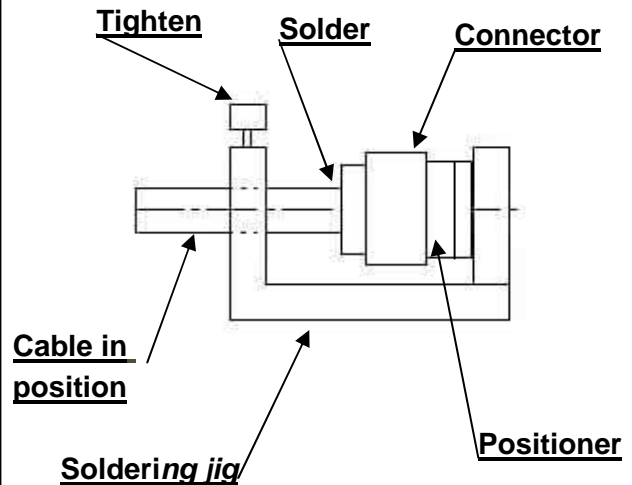 Tighten
Solder
Connector
Cable in
position
Positioner
Soldering jig